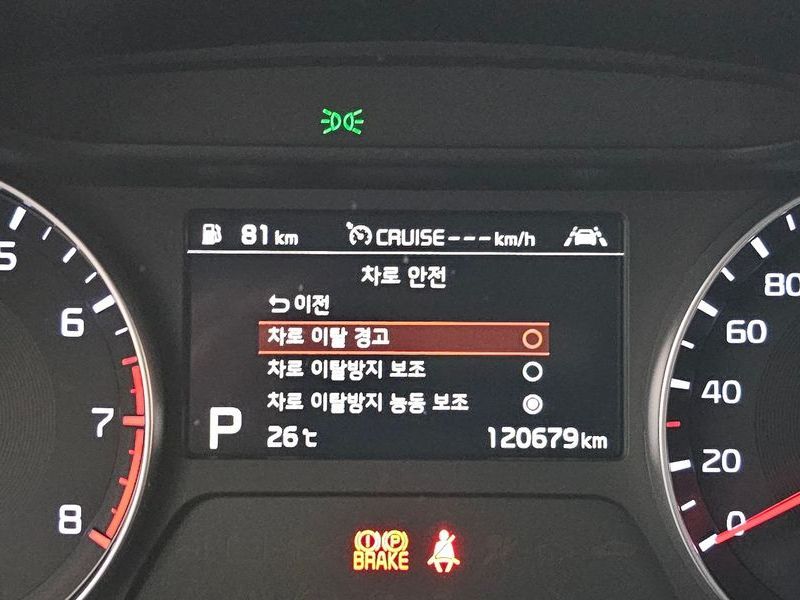 81 km CRUISE---km/h
차로 안전
이전
차로 이탈 경고
차로 이탈방지 보조
차로 이탈방지 능동 보조
P 26℃ 120679 km
5
6
7
8
80
60
40
20
0
(!) (P)
BRAKE